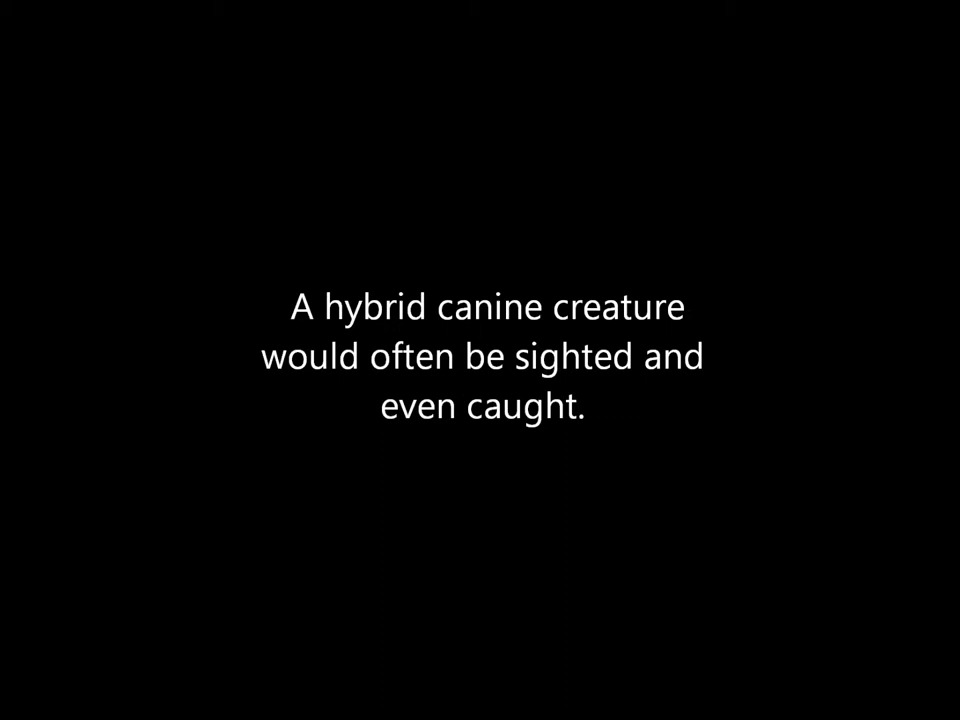 A hybrid canine creature
would often be sighted and
even caught.